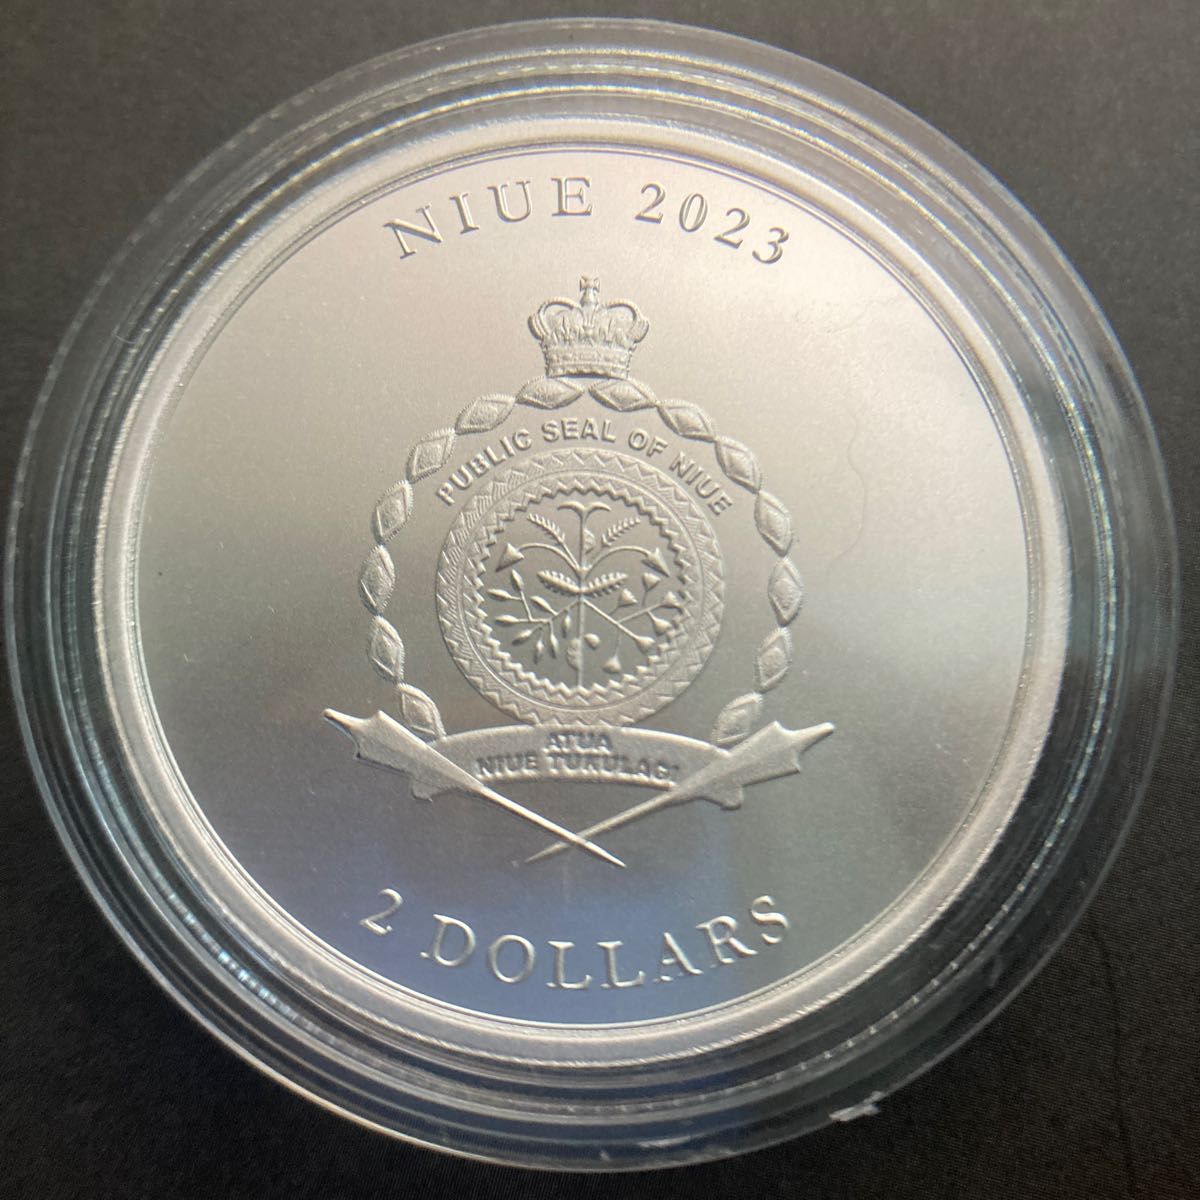 NIUE 2023
PUBLIC SEAL OF NIUE
ATUA
NIUE TUKULAGI
2 DOLLARS